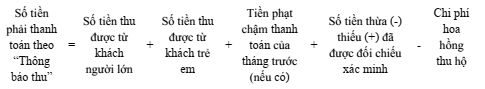 Số tiền
phải thanh
toán theo
“Thông
báo thu”
=
Số tiền thu
được từ
khách
người lớn
+
Số tiền thu
được từ
khách trẻ
em
+
Tiền phạt
chậm thanh
toán của
tháng trước
(nếu có)
+
Số tiền thừa (-)
thiếu (+) đã
được đối chiếu
xác minh
-
Chi phí
hoa
hồng
thu hộ